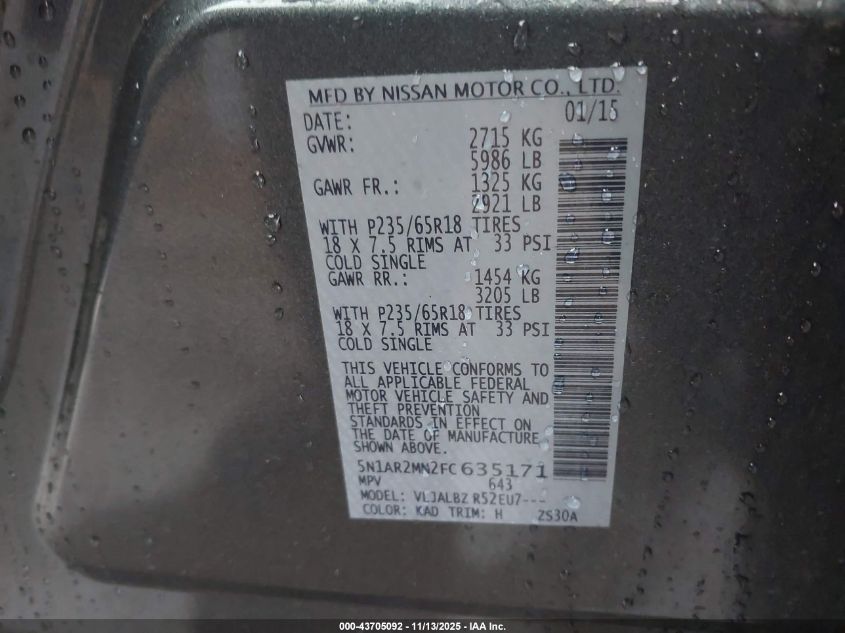 MFD BY NISSAN MOTOR CO., LTD.
DATE: 01/15
GVWR: 2715 KG
5986 LB
GAWR FR.: 1325 KG
2921 LB
WITH P235/65R18 TIRES
18 X 7.5 RIMS AT 33 PSI
COLD SINGLE
GAWR RR.: 1454 KG
3205 LB
WITH P235/65R18 TIRES
18 X 7.5 RIMS AT 33 PSI
COLD SINGLE
THIS VEHICLE CONFORMS TO
ALL APPLICABLE FEDERAL
MOTOR VEHICLE SAFETY AND
THEFT PREVENTION
STANDARDS IN EFFECT ON
THE DATE OF MANUFACTURE
SHOWN ABOVE.
5N1AR2MN2FC635171
MPV 643
MODEL: VLJALBZ R52EU7---
COLOR: KAD TRIM: H 2S30A
000-43705092 - 11/13/2025 - IAA Inc.